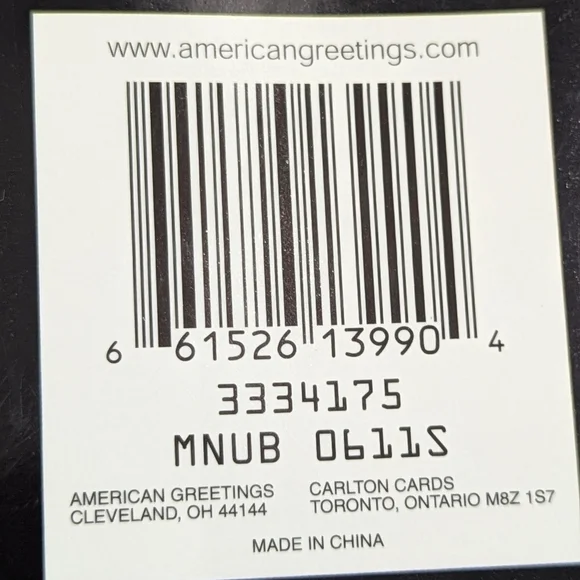 www.americangreetings.com
6 61526 13990 4
3334175
MNUB 0611S
AMERICAN GREETINGS
CLEVELAND, OH 44144
CARLTON CARDS
TORONTO, ONTARIO M8Z 1S7
MADE IN CHINA